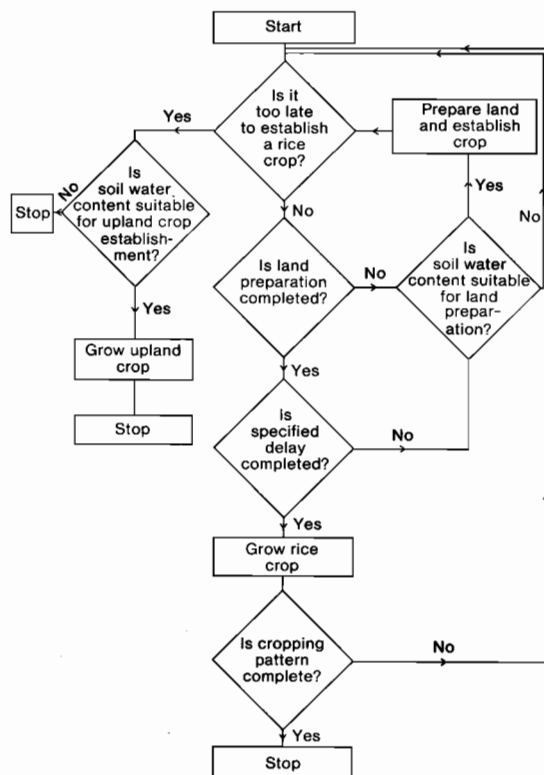 Start
Is it
too late
to establish
a rice
crop?
Yes
No
Prepare land
and establish
crop
Yes
No
Is
soil water
content suitable
for upland crop
establish-
ment?
No
Stop
Yes
Grow upland
crop
Stop
Is land
preparation
completed?
No
Yes
Is
soil water
content suitable
for land
prepar-
ation?
Is
specified
delay
completed?
No
Yes
Grow rice
crop
Is cropping
pattern
complete?
No
Yes
Stop